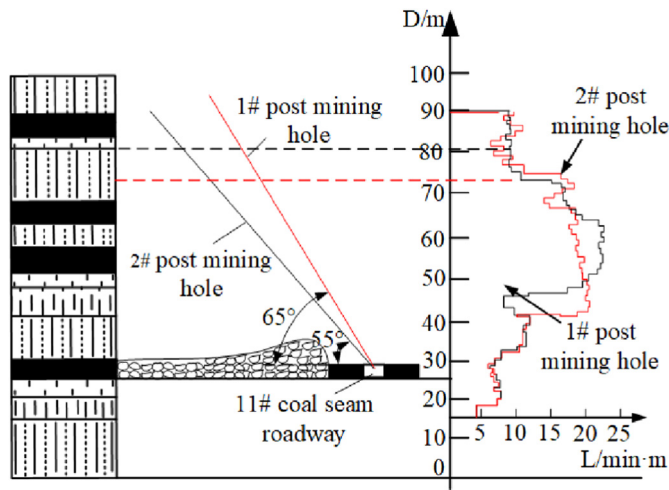 D/m
1# post mining
hole
2# post mining
hole
65°
55°
11# coal seam
roadway
100
90
80
70
60
50
40
30
20
10
0
2# post
mining hole
1# post
mining hole
5 10 15 20 25
L/min·m